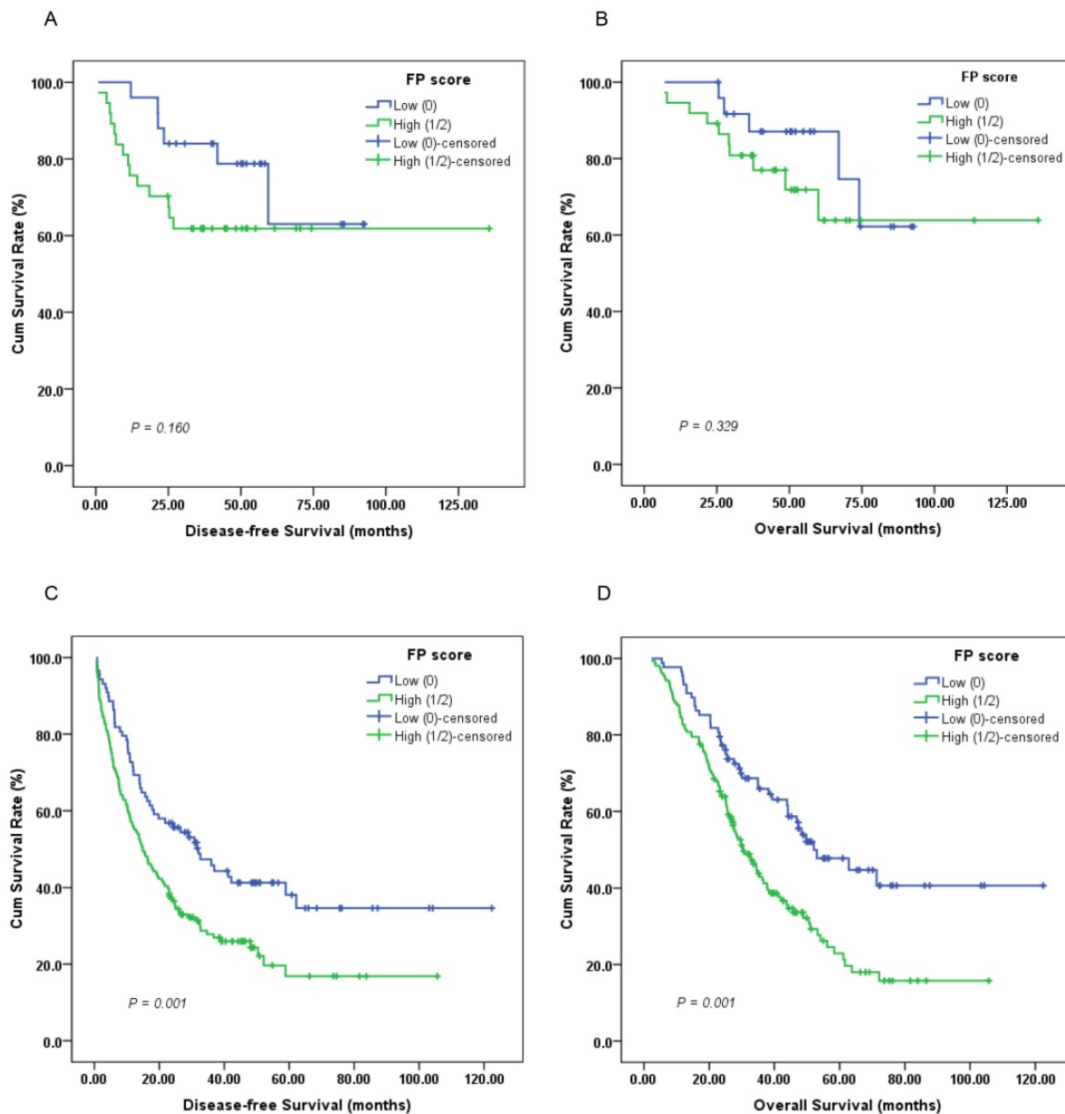 A
FP score
Low (0)
High (1/2)
Low (0)-censored
High (1/2)-censored
100.0
80.0
60.0
40.0
20.0
0.0
Cum Survival Rate (%)
P = 0.160
0.00 25.00 50.00 75.00 100.00 125.00
Disease-free Survival (months)
B
FP score
Low (0)
High (1/2)
Low (0)-censored
High (1/2)-censored
100.0
80.0
60.0
40.0
20.0
0.0
Cum Survival Rate (%)
P = 0.329
0.00 25.00 50.00 75.00 100.00 125.00
Overall Survival (months)
C
FP score
Low (0)
High (1/2)
Low (0)-censored
High (1/2)-censored
100.0
80.0
60.0
40.0
20.0
0.0
Cum Survival Rate (%)
P = 0.001
0.00 20.00 40.00 60.00 80.00 100.00 120.00
Disease-free Survival (months)
D
FP score
Low (0)
High (1/2)
Low (0)-censored
High (1/2)-censored
100.0
80.0
60.0
40.0
20.0
0.0
Cum Survival Rate (%)
P = 0.001
0.00 20.00 40.00 60.00 80.00 100.00 120.00
Overall Survival (months)